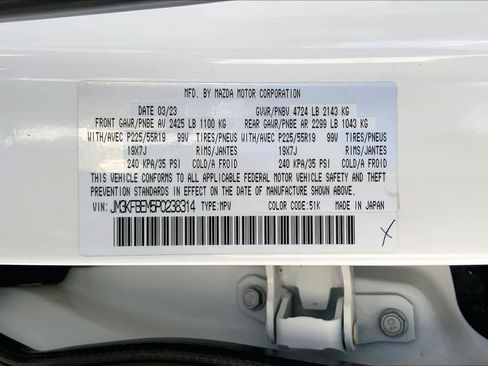 MFD. BY MAZDA MOTOR CORPORATION
DATE 03/23 GVWR/PNBV 4724 LB 2143 KG
FRONT GAWR/PNBE AV 2425 LB 1100 KG REAR GAWR/PNBE AR 2299 LB 1043 KG
WITH/AVEC P225/55R19 99V TIRES/PNEUS WITH/AVEC P225/55R19 99V TIRES/PNEUS
19X7J RIMS/JANTES 19X7J RIMS/JANTES
240 KPA/35 PSI COLD/A FROID 240 KPA/35 PSI COLD/A FROID
THIS VEHICLE CONFORMS TO ALL APPLICABLE FEDERAL MOTOR VEHICLE SAFETY AND
THEFT PREVENTION STANDARDS IN EFFECT ON THE DATE OF MANUFACTURE SHOWN ABOVE.
VIN: JM3KFBEM5P0238314 TYPE:MPV COLOR CODE:51K MADE IN JAPAN
X